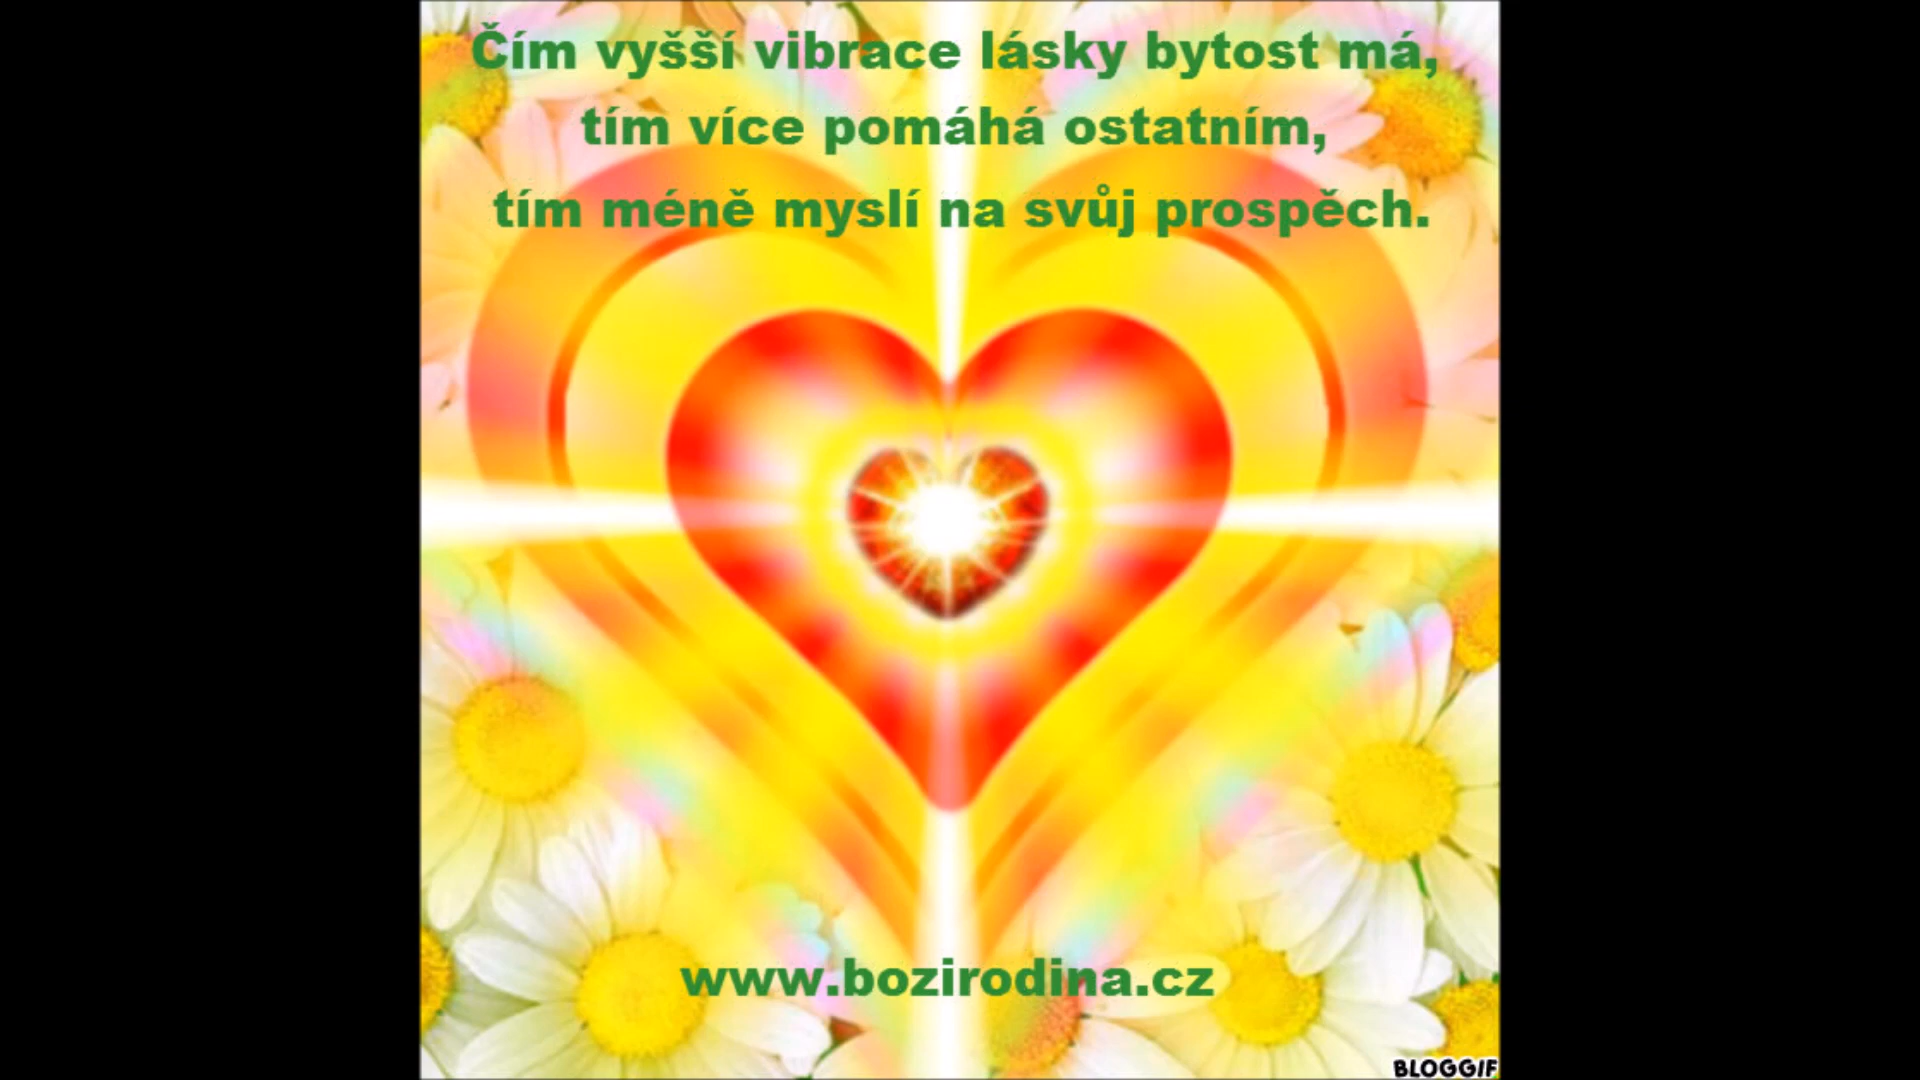 Čím vyšší vibrace lásky bytost má,
tím více pomáhá ostatním,
tím méně myslí na svůj prospěch.
www.bozirodina.cz
BLOGGIF